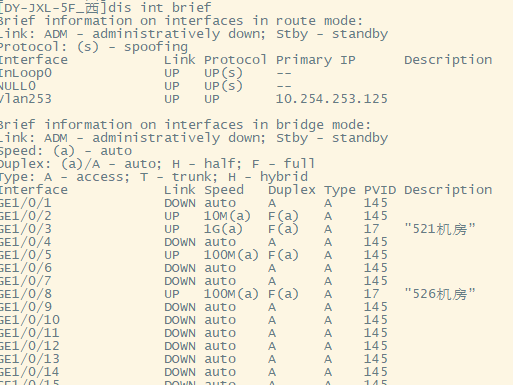 [DY-JXL-5F_西]dis int brief
Brief information on interfaces in route mode:
Link: ADM - administratively down; Stby - standby
Protocol: (s) - spoofing
Interface Link Protocol Primary IP Description
InLoop0 UP UP(s) --
NULL0 UP UP(s) --
Vlan253 UP UP 10.254.253.125
Brief information on interfaces in bridge mode:
Link: ADM - administratively down; Stby - standby
Speed: (a) - auto
Duplex: (a)/A - auto; H - half; F - full
Type: A - access; T - trunk; H - hybrid
Interface Link Speed Duplex Type PVID Description
GE1/0/1 DOWN auto A A 145
GE1/0/2 UP 10M(a) F(a) A 145
GE1/0/3 UP 1G(a) F(a) A 17 "521机房"
GE1/0/4 DOWN auto A A 145
GE1/0/5 UP 100M(a) F(a) A 145
GE1/0/6 DOWN auto A A 145
GE1/0/7 DOWN auto A A 145
GE1/0/8 UP 100M(a) F(a) A 17 "526机房"
GE1/0/9 DOWN auto A A 145
GE1/0/10 DOWN auto A A 145
GE1/0/11 DOWN auto A A 145
GE1/0/12 DOWN auto A A 145
GE1/0/13 DOWN auto A A 145
GE1/0/14 DOWN auto A A 145
GE1/0/15 DOWN auto A A 145